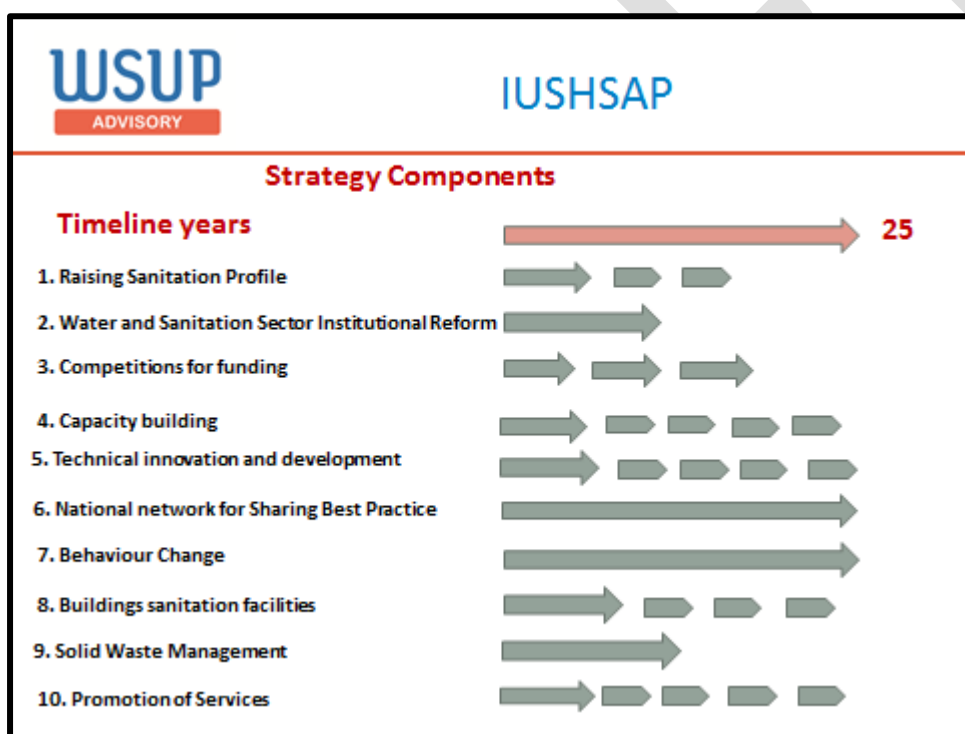 WSUP
ADVISORY
IUSHSAP
Strategy Components
Timeline years
25
1. Raising Sanitation Profile
2. Water and Sanitation Sector Institutional Reform
3. Competitions for funding
4. Capacity building
5. Technical innovation and development
6. National network for Sharing Best Practice
7. Behaviour Change
8. Buildings sanitation facilities
9. Solid Waste Management
10. Promotion of Services